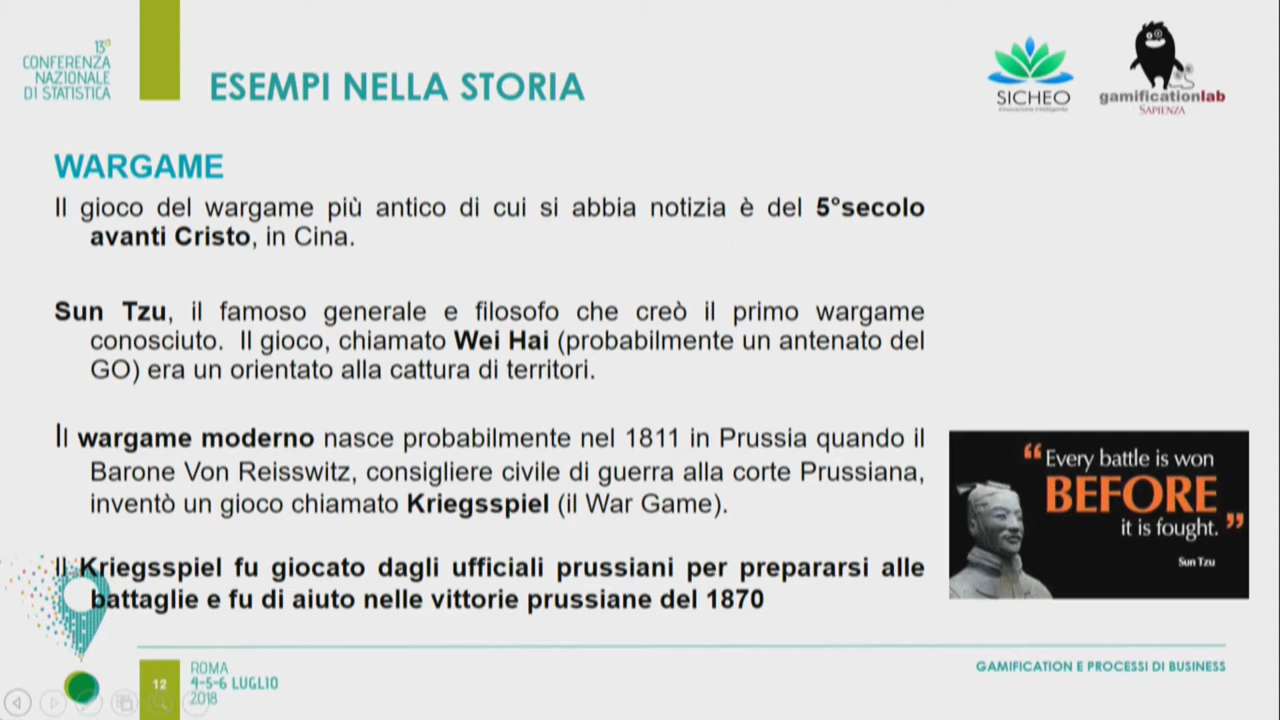 13ª
CONFERENZA
NAZIONALE
DI STATISTICA
ESEMPI NELLA STORIA
SICHEO
innovazione intelligente
gamificationlab
SAPIENZA
WARGAME
Il gioco del wargame più antico di cui si abbia notizia è del 5°secolo
avanti Cristo, in Cina.
Sun Tzu, il famoso generale e filosofo che creò il primo wargame
conosciuto. Il gioco, chiamato Wei Hai (probabilmente un antenato del
GO) era un orientato alla cattura di territori.
Il wargame moderno nasce probabilmente nel 1811 in Prussia quando il
Barone Von Reisswitz, consigliere civile di guerra alla corte Prussiana,
inventò un gioco chiamato Kriegsspiel (il War Game).
Il Kriegsspiel fu giocato dagli ufficiali prussiani per prepararsi alle
battaglie e fu di aiuto nelle vittorie prussiane del 1870
“Every battle is won
BEFORE
it is fought.”
Sun Tzu
12
ROMA
4-5-6 LUGLIO
2018
GAMIFICATION E PROCESSI DI BUSINESS